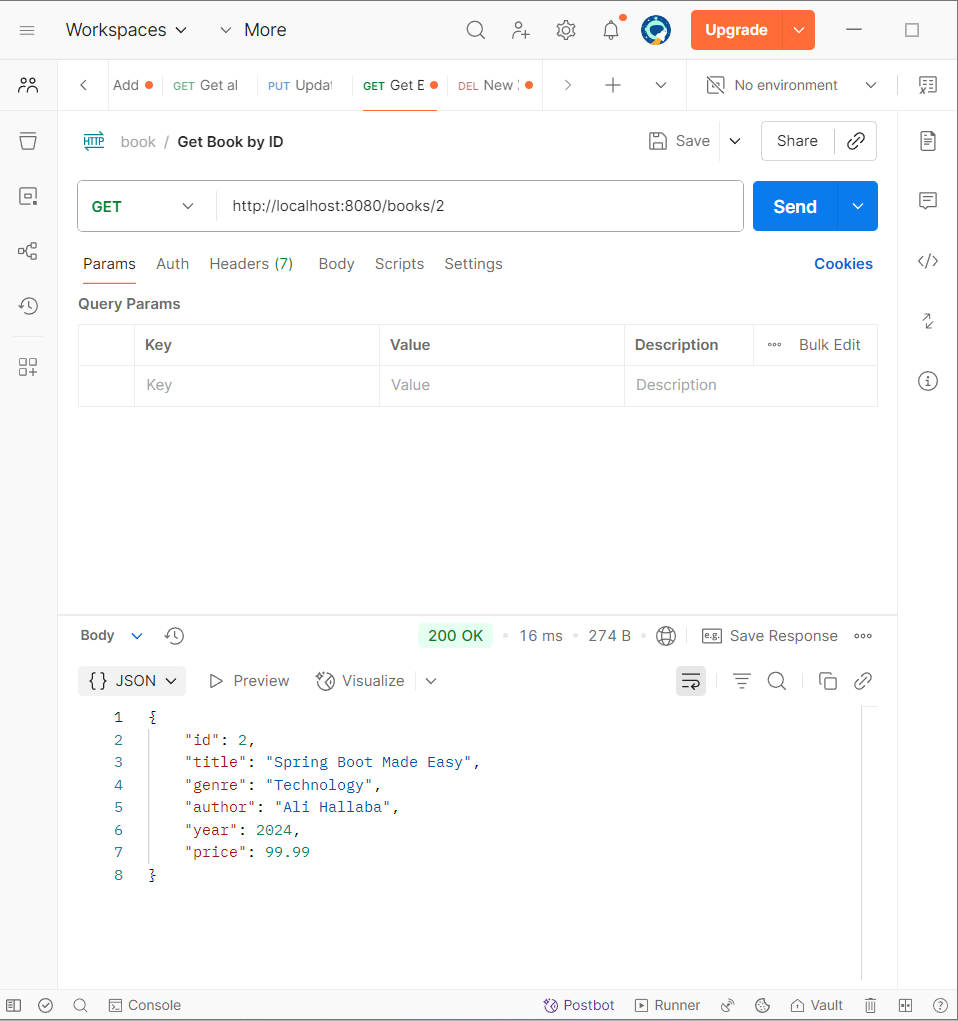 Workspaces More Upgrade
Add GET Get al PUT Updat GET Get E DEL New No environment
HTTP book / Get Book by ID Save Share
GET http://localhost:8080/books/2 Send
Params Auth Headers (7) Body Scripts Settings Cookies
Query Params
Key Value Description Bulk Edit
Key Value Description
Body 200 OK 16 ms 274 B e.g. Save Response
{} JSON Preview Visualize
1 {
2 "id": 2,
3 "title": "Spring Boot Made Easy",
4 "genre": "Technology",
5 "author": "Ali Hallaba",
6 "year": 2024,
7 "price": 99.99
8 }
Console Postbot Runner Vault